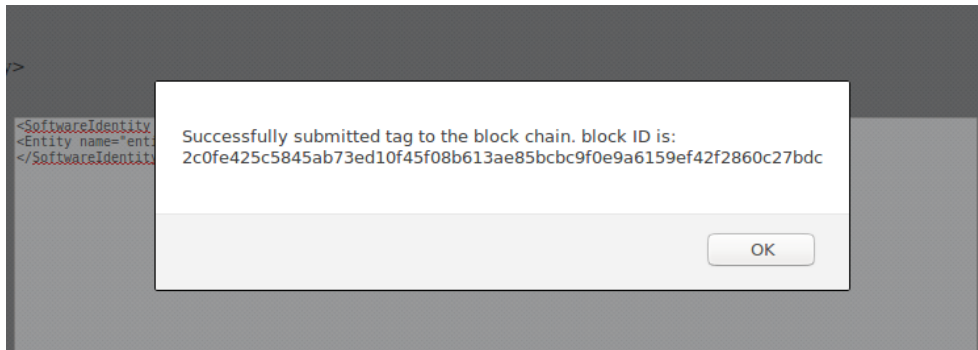 />
<SoftwareIdentity
<Entity name="enti
</SoftwareIdentity
Successfully submitted tag to the block chain. block ID is:
2c0fe425c5845ab73ed10f45f08b613ae85bcbc9f0e9a6159ef42f2860c27bdc
OK